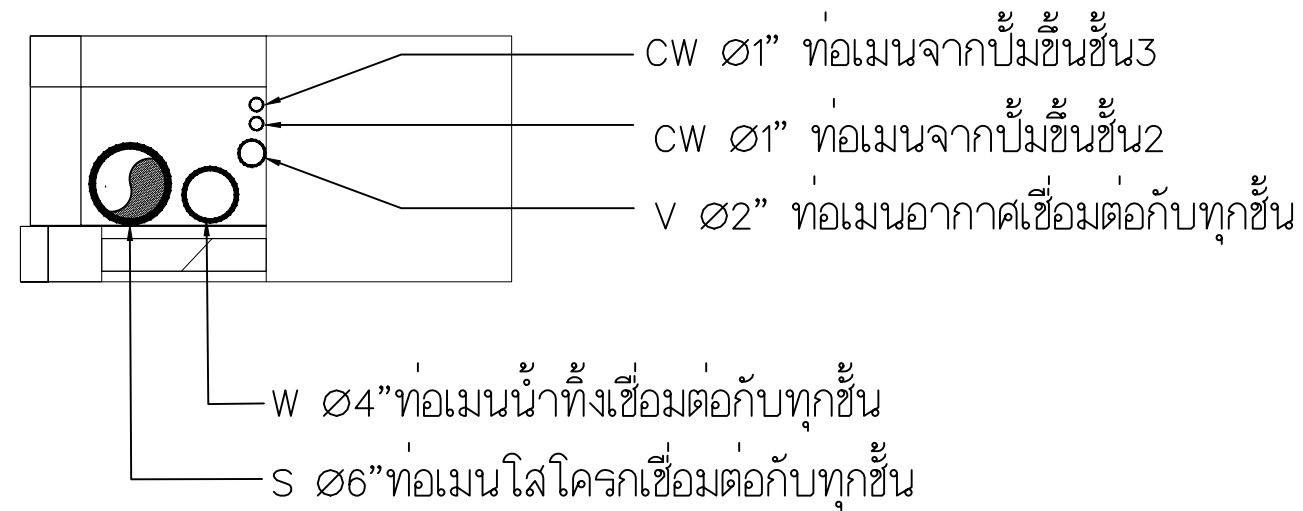 CW Ø1” ท่อเมนจากปั้มขึ้นชั้น3
CW Ø1” ท่อเมนจากปั้มขึ้นชั้น2
V Ø2” ท่อเมนอากาศเชื่อมต่อกับทุกชั้น
W Ø4”ท่อเมนน้ำทิ้งเชื่อมต่อกับทุกชั้น
S Ø6”ท่อเมนโสโครกเชื่อมต่อกับทุกชั้น